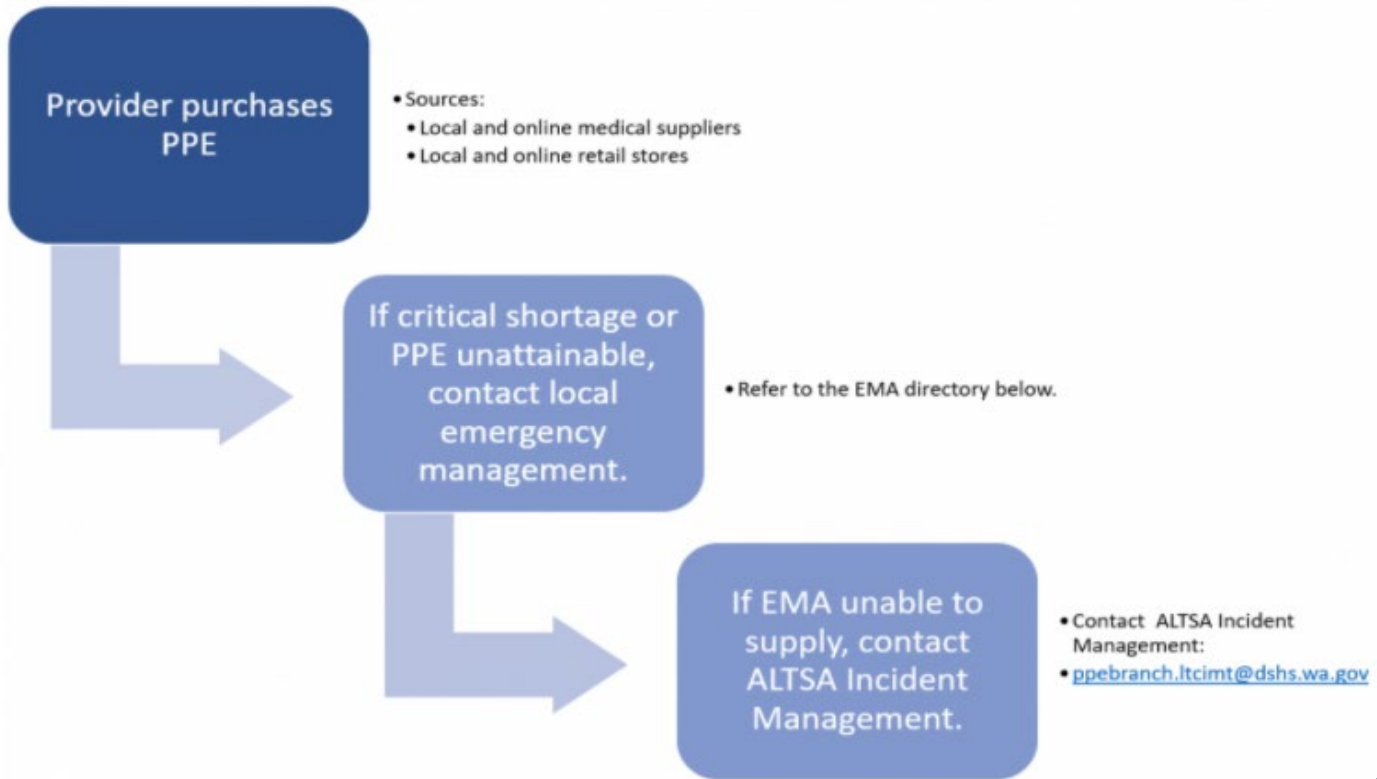 Provider purchases
PPE
• Sources:
• Local and online medical suppliers
• Local and online retail stores
If critical shortage or
PPE unattainable,
contact local
emergency
management.
• Refer to the EMA directory below.
If EMA unable to
supply, contact
ALTSA Incident
Management.
• Contact ALTSA Incident
Management:
• ppebranch.ltcimt@dshs.wa.gov